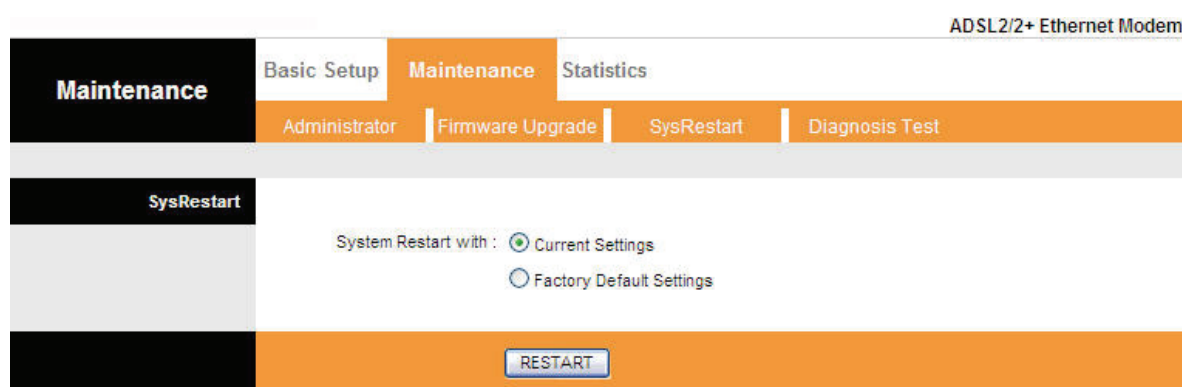 ADSL2/2+ Ethernet Modem
Maintenance
Basic Setup Maintenance Statistics
Administrator Firmware Upgrade SysRestart Diagnosis Test
SysRestart
System Restart with : Current Settings
Factory Default Settings
RESTART